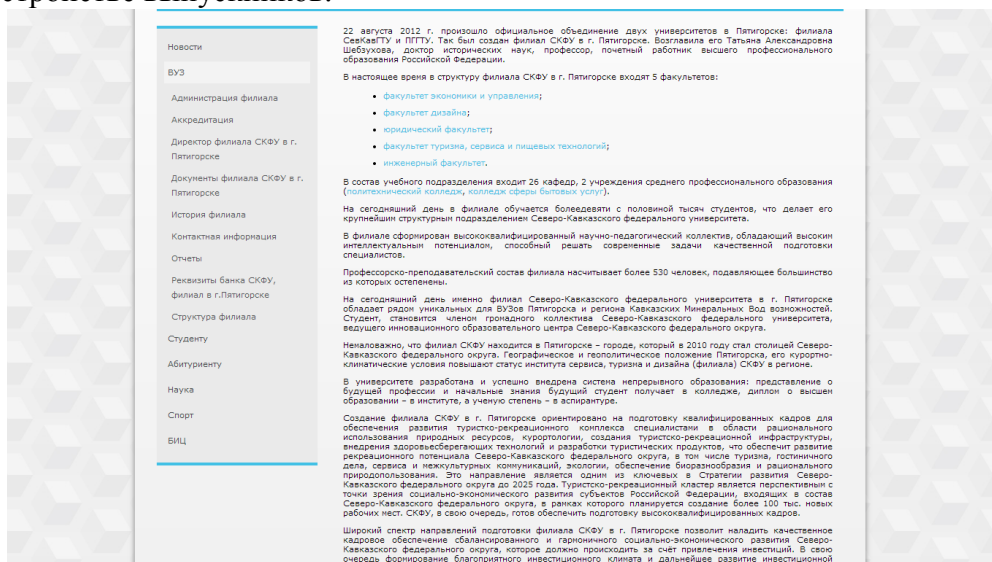 Новости
ВУЗ
Администрация филиала
Аккредитация
Директор филиала СКФУ в г.
Пятигорске
Документы филиала СКФУ в г.
Пятигорске
История филиала
Контактная информация
Отчеты
Реквизиты банка СКФУ,
филиал в г.Пятигорске
Структура филиала
Студенту
Абитуриенту
Наука
Спорт
БИЦ
22 августа 2012 г. произошло официальное объединение двух университетов в Пятигорске: филиала
СевКавГТУ и ПГТУ. Так был создан филиал СКФУ в г. Пятигорске. Возглавила его Татьяна Александровна
Шебзухова, доктор исторических наук, профессор, почетный работник высшего профессионального
образования Российской Федерации.
В настоящее время в структуру филиала СКФУ в г. Пятигорске входят 5 факультетов:
• факультет экономики и управления;
• факультет дизайна;
• юридический факультет;
• факультет туризма, сервиса и пищевых технологий;
• инженерный факультет.
В состав учебного подразделения входит 26 кафедр, 2 учреждения среднего профессионального образования
(политехнический колледж, колледж сферы бытовых услуг).
На сегодняшний день в филиале обучается болеедевяти с половиной тысяч студентов, что делает его
крупнейшим структурным подразделением Северо-Кавказского федерального университета.
В филиале сформирован высококвалифицированный научно-педагогический коллектив, обладающий высоким
интеллектуальным потенциалом, способный решать современные задачи качественной подготовки
специалистов.
Профессорско-преподавательский состав филиала насчитывает более 530 человек, подавляющее большинство
из которых остепенены.
На сегодняшний день именно филиал Северо-Кавказского федерального университета в г. Пятигорске
обладает рядом уникальных для ВУЗов Пятигорска и региона Кавказских Минеральных Вод возможностей.
Студент, становится членом громадного коллектива Северо-Кавказского федерального университета,
ведущего инновационного образовательного центра Северо-Кавказского федерального округа.
Немаловажно, что филиал СКФУ находится в Пятигорске – городе, который в 2010 году стал столицей Северо-
Кавказского федерального округа. Географическое и геополитическое положение Пятигорска, его курортно-
климатические условия повышают статус института сервиса, туризма и дизайна (филиала) СКФУ в регионе.
В университете разработана и успешно внедрена система непрерывного образования: представление о
будущей профессии и начальные знания будущий студент получает в колледже, диплом о высшем
образовании – в институте, а ученую степень – в аспирантуре.
Создание филиала СКФУ в г. Пятигорске ориентировано на подготовку квалифицированных кадров для
обеспечения развития туристко-рекреационного комплекса специалистами в области рационального
использования природных ресурсов, курортологии, создания туристско-рекреационной инфраструктуры,
внедрения здоровьесберегающих технологий и разработки туристических продуктов, что обеспечит развитие
рекреационного потенциала Северо-Кавказского федерального округа, в том числе туризма, гостиничного
дела, сервиса и межкультурных коммуникаций, экологии, обеспечение биоразнообразия и рационального
природопользования. Это направление является одним из ключевых в Стратегии развития Северо-
Кавказского федерального округа до 2025 года. Туристско-рекреационный кластер является перспективным с
точки зрения социально-экономического развития субъектов Российской Федерации, входящих в состав
Северо-Кавказского федерального округа, в рамках которого планируется создание более 100 тыс. новых
рабочих мест. СКФУ, в свою очередь, готов обеспечить подготовку высококвалифицированных кадров.
Широкий спектр направлений подготовки филиала СКФУ в г. Пятигорске позволит наладить качественное
кадровое обеспечение сбалансированного и гармоничного социально-экономического развития Северо-
Кавказского федерального округа, которое должно происходить за счёт привлечения инвестиций. В свою
очередь формирование благоприятного инвестиционного климата и дальнейшее развитие инвестиционной